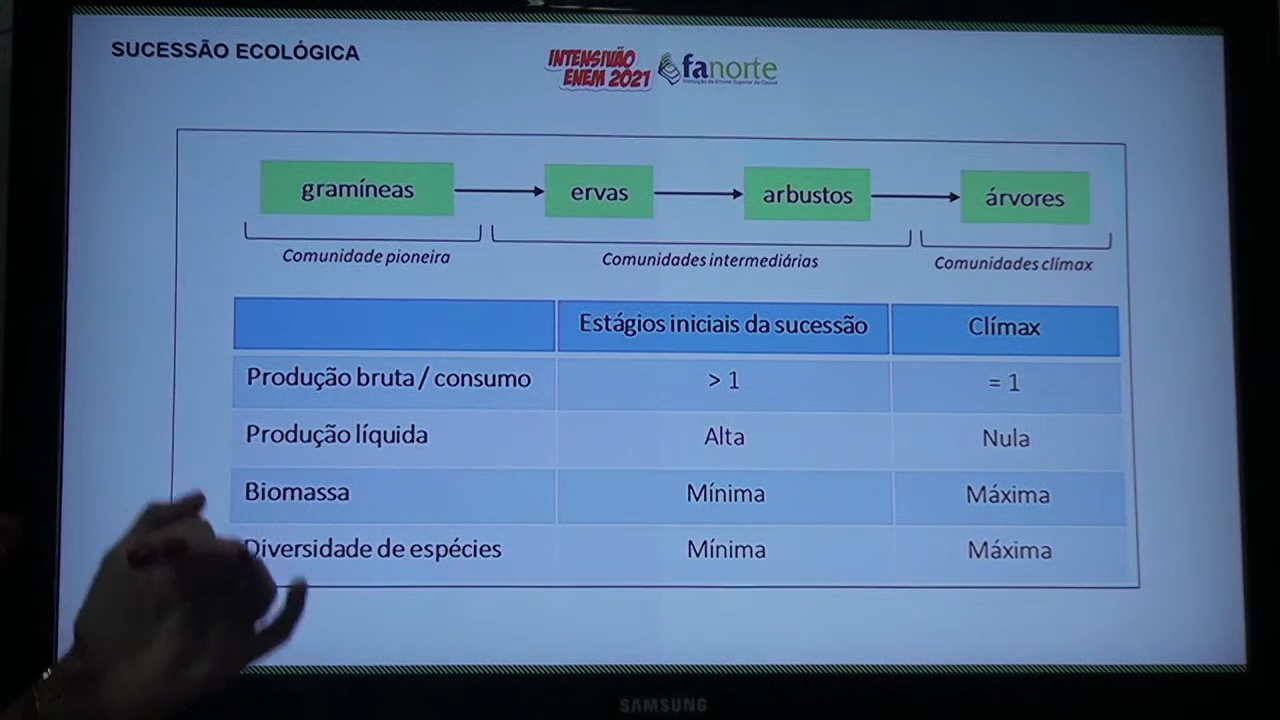 SUCESSÃO ECOLÓGICA
INTENSIVÃO
ENEM 2021
fanorte
gramíneas
ervas
arbustos
árvores
Comunidade pioneira
Comunidades intermediárias
Comunidades clímax
Estágios iniciais da sucessão
Clímax
Produção bruta / consumo
> 1
= 1
Produção líquida
Alta
Nula
Biomassa
Mínima
Máxima
Diversidade de espécies
Mínima
Máxima
SAMSUNG